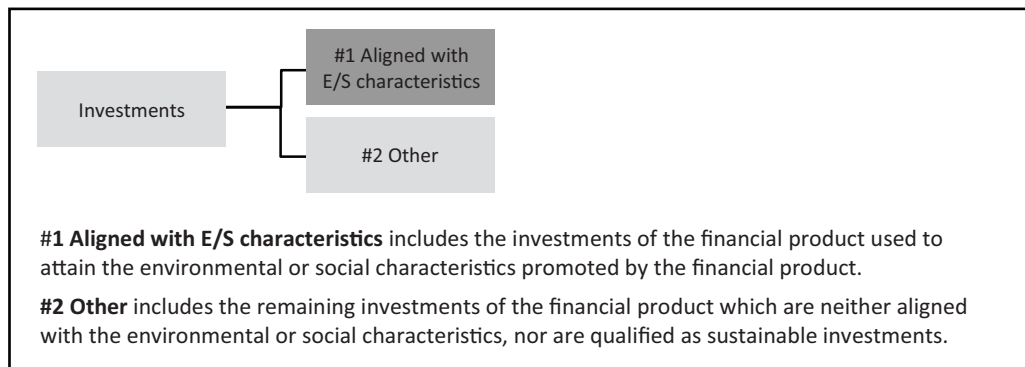 #1 Aligned with
E/S characteristics
Investments
#2 Other
#1 Aligned with E/S characteristics includes the investments of the financial product used to
attain the environmental or social characteristics promoted by the financial product.
#2 Other includes the remaining investments of the financial product which are neither aligned
with the environmental or social characteristics, nor are qualified as sustainable investments.